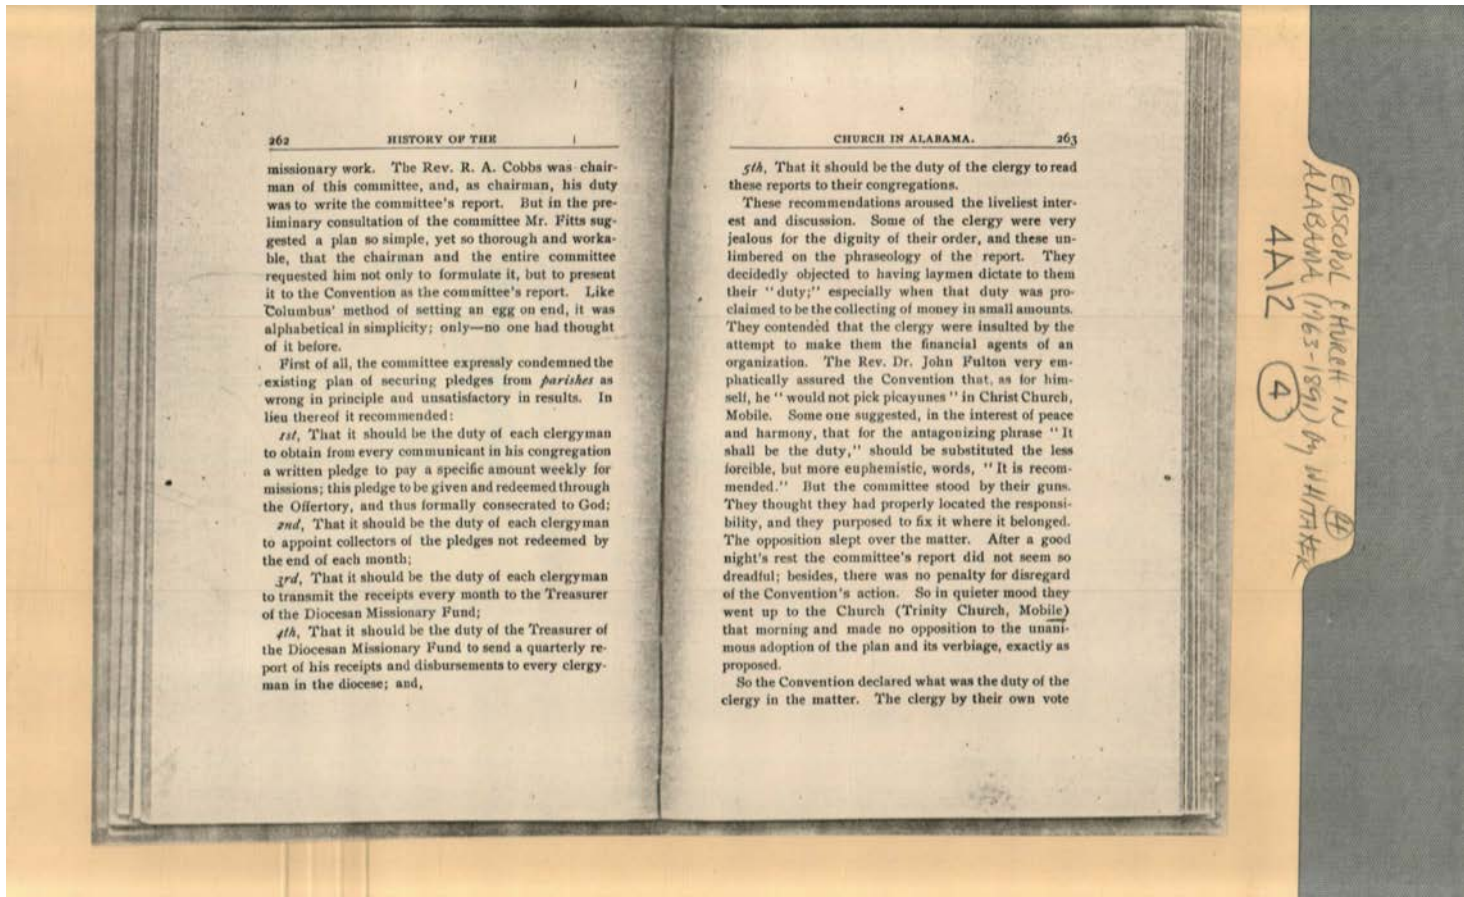 262 HISTORY OF THE
missionary work. The Rev. R. A. Cobbs was chair-
man of this committee, and, as chairman, his duty
was to write the committee's report. But in the pre-
liminary consultation of the committee Mr. Fitts sug-
gested a plan so simple, yet so thorough and worka-
ble, that the chairman and the entire committee
requested him not only to formulate it, but to present
it to the Convention as the committee's report. Like
Columbus' method of setting an egg on end, it was
alphabetical in simplicity; only—no one had thought
of it before.
First of all, the committee expressly condemned the
existing plan of securing pledges from parishes as
wrong in principle and unsatisfactory in results. In
lieu thereof it recommended:
1st, That it should be the duty of each clergyman
to obtain from every communicant in his congregation
a written pledge to pay a specific amount weekly for
missions; this pledge to be given and redeemed through
the Offertory, and thus formally consecrated to God;
2nd, That it should be the duty of each clergyman
to appoint collectors of the pledges not redeemed by
the end of each month;
3rd, That it should be the duty of each clergyman
to transmit the receipts every month to the Treasurer
of the Diocesan Missionary Fund;
4th, That it should be the duty of the Treasurer of
the Diocesan Missionary Fund to send a quarterly re-
port of his receipts and disbursements to every clergy-
man in the diocese; and,
CHURCH IN ALABAMA. 263
5th, That it should be the duty of the clergy to read
these reports to their congregations.
These recommendations aroused the liveliest inter-
est and discussion. Some of the clergy were very
jealous for the dignity of their order, and these un-
limbered on the phraseology of the report. They
decidedly objected to having laymen dictate to them
their "duty;" especially when that duty was pro-
claimed to be the collecting of money in small amounts.
They contended that the clergy were insulted by the
attempt to make them the financial agents of an
organization. The Rev. Dr. John Fulton very em-
phatically assured the Convention that, as for him-
self, he "would not pick picayunes" in Christ Church,
Mobile. Some one suggested, in the interest of peace
and harmony, that for the antagonizing phrase "It
shall be the duty," should be substituted the less
forcible, but more euphemistic, words, "It is recom-
mended." But the committee stood by their guns.
They thought they had properly located the responsi-
bility, and they purposed to fix it where it belonged.
The opposition slept over the matter. After a good
night's rest the committee's report did not seem so
dreadful; besides, there was no penalty for disregard
of the Convention's action. So in quieter mood they
went up to the Church (Trinity Church, Mobile)
that morning and made no opposition to the unani-
mous adoption of the plan and its verbiage, exactly as
proposed.
So the Convention declared what was the duty of the
clergy in the matter. The clergy by their own vote
EPISCOPOL CHURCH IN #4
ALABAMA (1763-1891) by WHITAKER
4A12 4